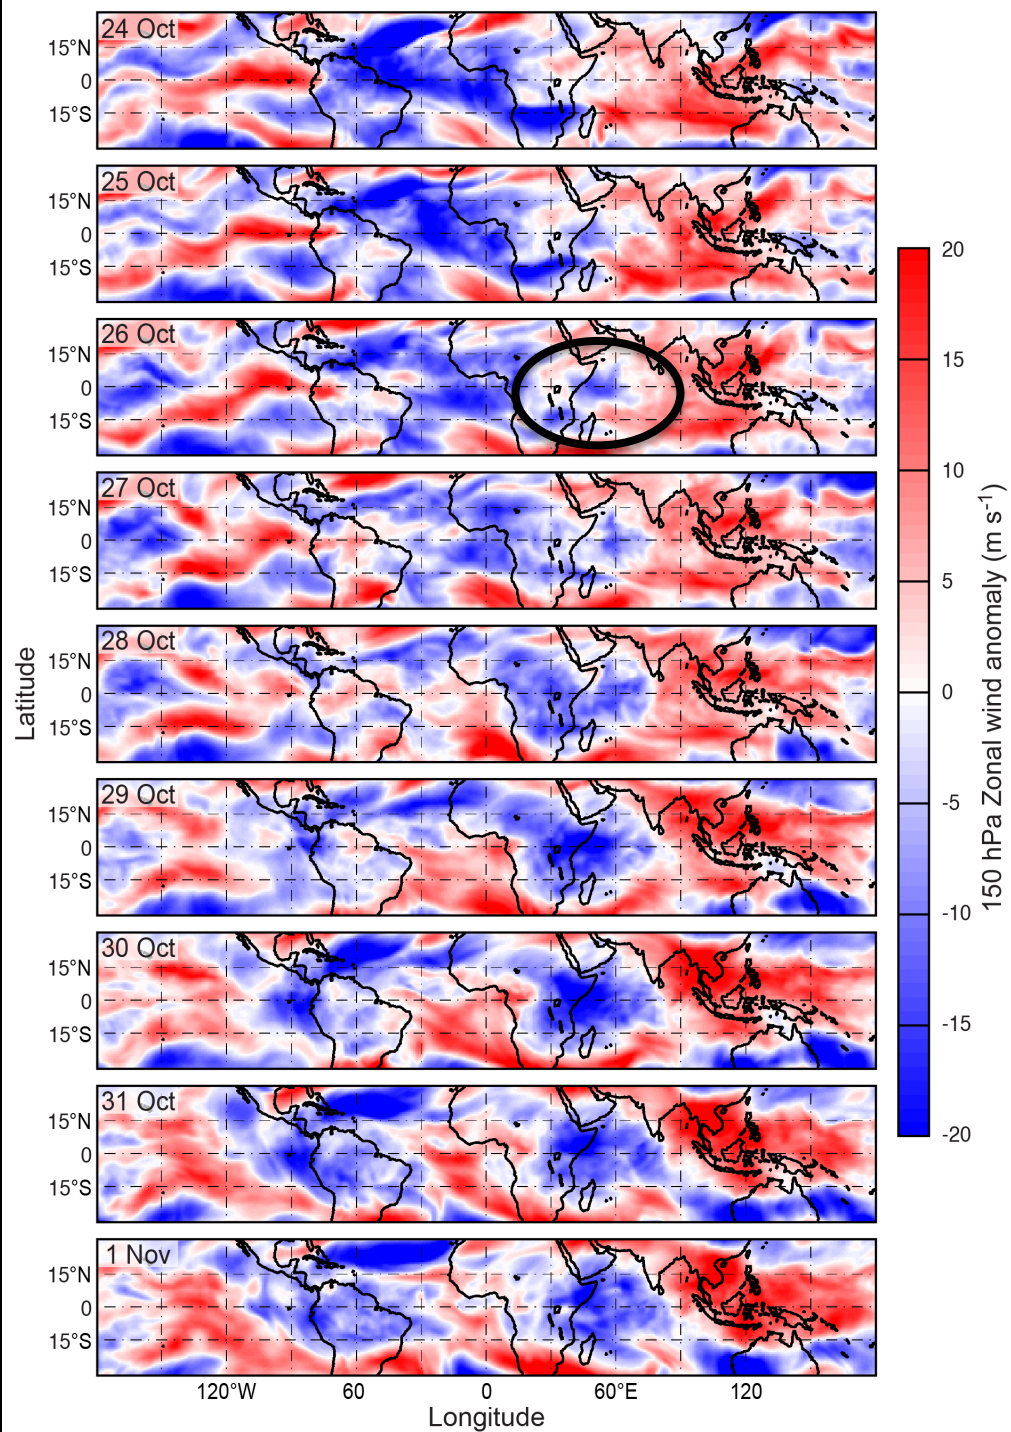 24 Oct
15°N
0
15°S
25 Oct
15°N
0
15°S
26 Oct
15°N
0
15°S
27 Oct
15°N
0
15°S
28 Oct
15°N
0
15°S
29 Oct
15°N
0
15°S
30 Oct
15°N
0
15°S
31 Oct
15°N
0
15°S
1 Nov
15°N
0
15°S
120°W 60 0 60°E 120
Longitude
Latitude
20
15
10
5
0
-5
-10
-15
-20
150 hPa Zonal wind anomaly (m s⁻¹)